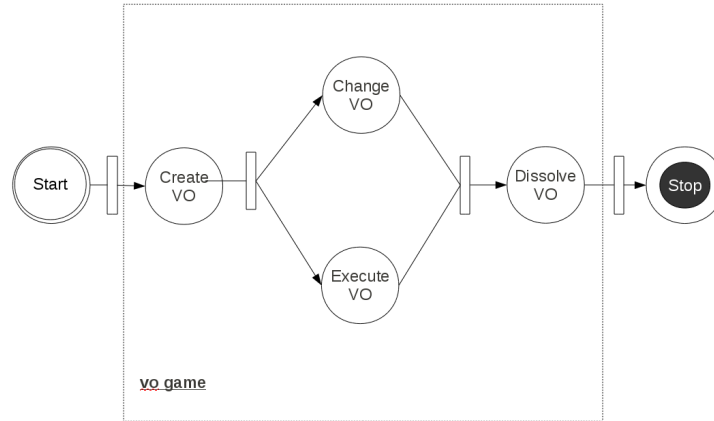 Change
VO
Start
Create
VO
Dissolve
VO
Stop
Execute
VO
vo game